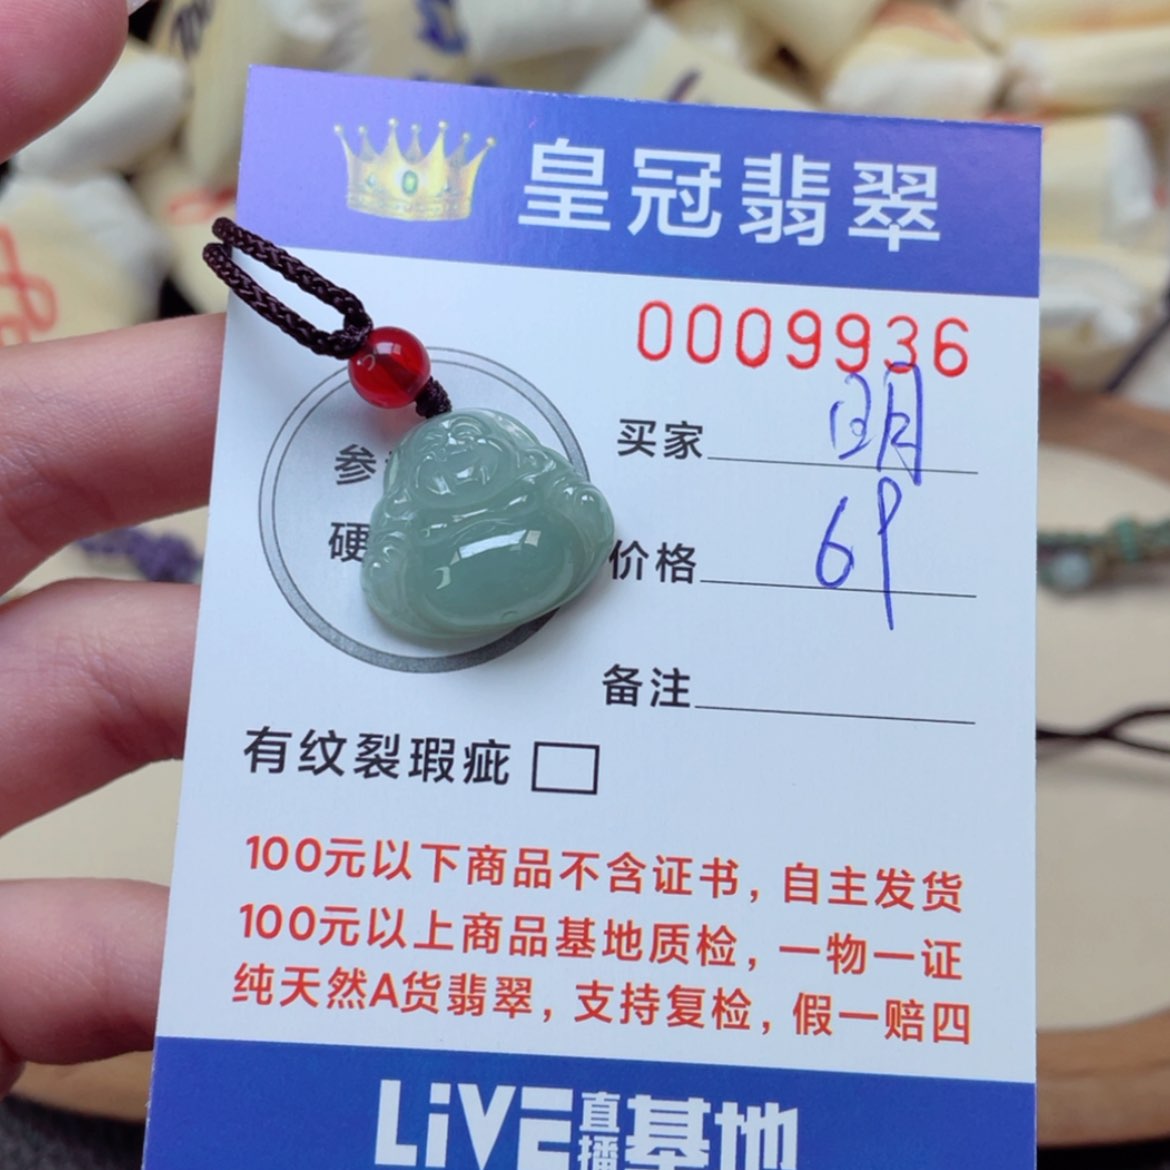 皇冠翡翠
0009936
买家 明
参
硬
价格 69
备注
有纹裂瑕疵
100元以下商品不含证书，自主发货
100元以上商品基地质检，一物一证
纯天然A货翡翠，支持复检，假一赔四
LiVE直播基地